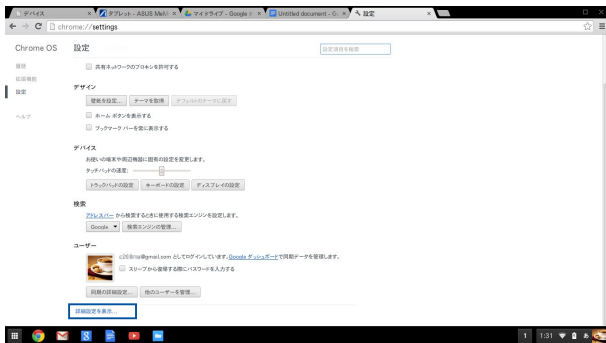 デバイス
タブレット - ASUS MeM
マイドライブ - Google ド
Untitled document - G
設定
chrome://settings
Chrome OS
設定
設定項目を検索
履歴
拡張機能
設定
ヘルプ
共有ネットワークのプロキシを許可する
デザイン
壁紙を設定...
テーマを取得
デフォルトのテーマに戻す
ホーム ボタンを表示する
ブックマーク バーを常に表示する
デバイス
お使いの端末や周辺機器に固有の設定を変更します。
タッチパッドの速度:
トラックパッドの設定
キーボードの設定
ディスプレイの設定
検索
アドレスバー から検索するときに使用する検索エンジンを設定します。
Google
検索エンジンの管理...
ユーザー
@gmail.com としてログインしています。Google ダッシュボードで同期データを管理します。
スリープから復帰する際にパスワードを入力する
同期の詳細設定...
他のユーザーを管理...
詳細設定を表示...
1
1:31
あ